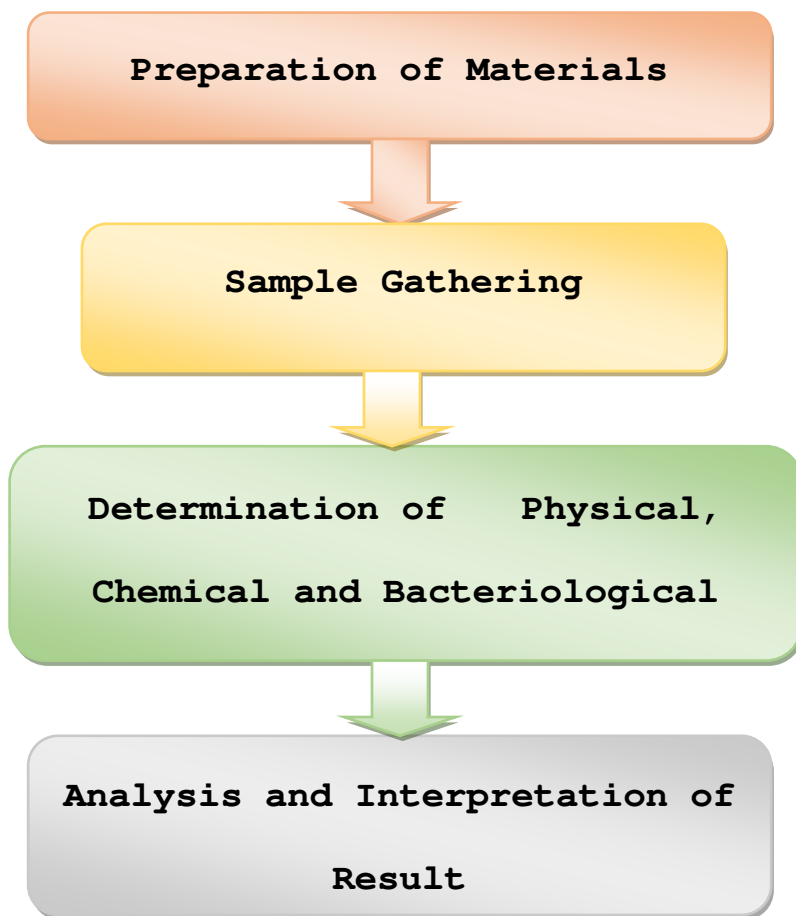 Preparation of Materials
Sample Gathering
Determination of Physical,
Chemical and Bacteriological
Analysis and Interpretation of
Result